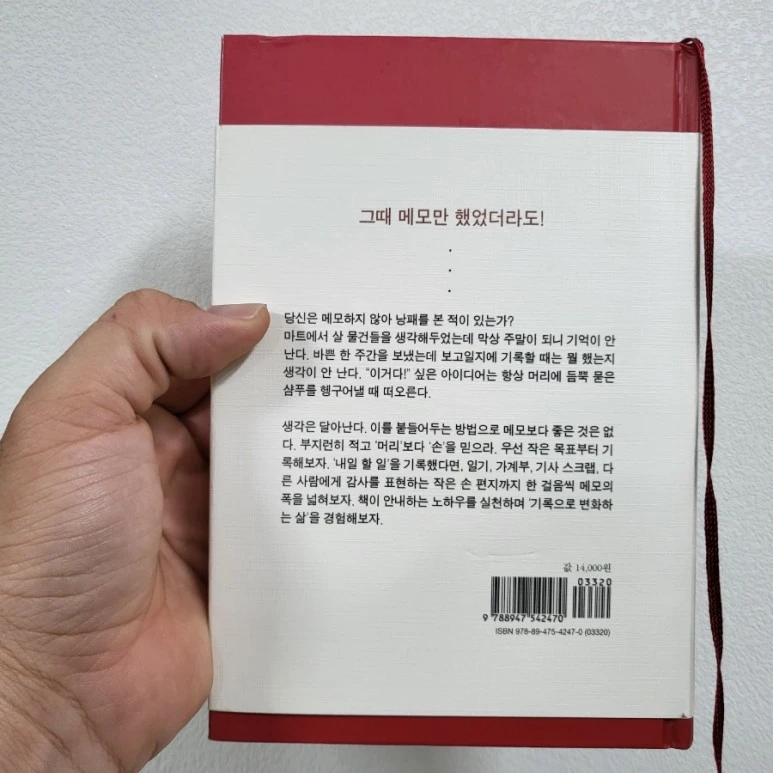 그때 메모만 했었더라도!
당신은 메모하지 않아 낭패를 본 적이 있는가?
마트에서 살 물건들을 생각해두었는데 막상 주말이 되니 기억이 안
난다. 바쁜 한 주간을 보냈는데 보고일지에 기록할 때는 뭘 했는지
생각이 안 난다. “이거다!” 싶은 아이디어는 항상 머리에 듬뿍 묻은
샴푸를 헹구어낼 때 떠오른다.
생각은 달아난다. 이를 붙들어두는 방법으로 메모보다 좋은 것은 없
다. 부지런히 적고 ‘머리’보다 ‘손’을 믿으라. 우선 작은 목표부터 기
록해보자. ‘내일 할 일’을 기록했다면, 일기, 가계부, 기사 스크랩, 다
른 사람에게 감사를 표현하는 작은 손 편지까지 한 걸음씩 메모의
폭을 넓혀보자. 책이 안내하는 노하우를 실천하며 ‘기록으로 변화하
는 삶’을 경험해보자.
값 14,000원
03320
9 788947 542470
ISBN 978-89-475-4247-0 (03320)